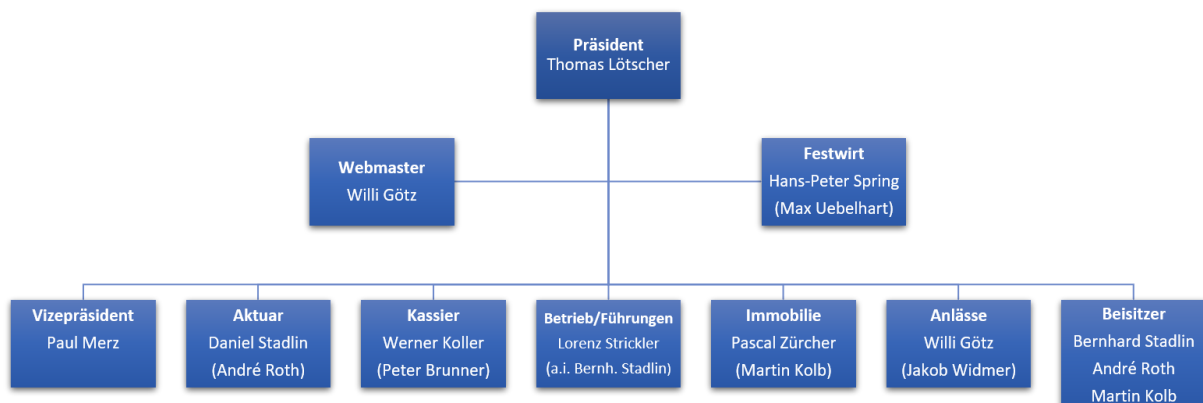 Präsident
Thomas Lötscher
Webmaster
Willi Götz
Festwirt
Hans-Peter Spring
(Max Uebelhart)
Vizepräsident
Paul Merz
Aktuar
Daniel Stadlin
(André Roth)
Kassier
Werner Koller
(Peter Brunner)
Betrieb/Führungen
Lorenz Strickler
(a.i. Bernh. Stadlin)
Immobilie
Pascal Zürcher
(Martin Kolb)
Anlässe
Willi Götz
(Jakob Widmer)
Beisitzer
Bernhard Stadlin
André Roth
Martin Kolb